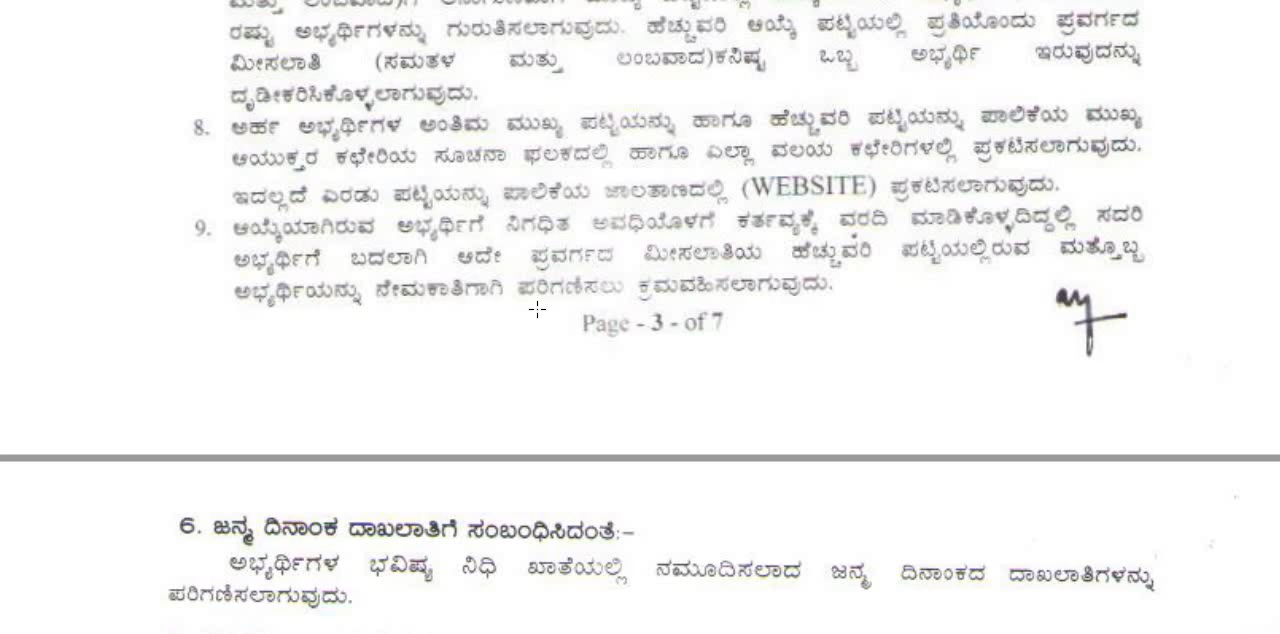 ರಷ್ಟು ಅಭ್ಯರ್ಥಿಗಳನ್ನು ಗುರುತಿಸಲಾಗುವುದು. ಹೆಚ್ಚುವರಿ ಆಯ್ಕೆ ಪಟ್ಟಿಯಲ್ಲಿ ಪ್ರತಿಯೊಂದು ಪ್ರವರ್ಗದ
ಮೀಸಲಾತಿ (ಸಮತಳ ಮತ್ತು ಲಂಬವಾದ)ಕನಿಷ್ಟ ಒಬ್ಬ ಅಭ್ಯರ್ಥಿ ಇರುವುದನ್ನು
ದೃಡೀಕರಿಸಿಕೊಳ್ಳಲಾಗುವುದು.
8. ಅರ್ಹ ಅಭ್ಯರ್ಥಿಗಳ ಅಂತಿಮ ಮುಖ್ಯ ಪಟ್ಟಿಯನ್ನು ಹಾಗೂ ಹೆಚ್ಚುವರಿ ಪಟ್ಟಿಯನ್ನು ಪಾಲಿಕೆಯ ಮುಖ್ಯ
ಆಯುಕ್ತರ ಕಛೇರಿಯ ಸೂಚನಾ ಫಲಕದಲ್ಲಿ ಹಾಗೂ ಎಲ್ಲಾ ವಲಯ ಕಛೇರಿಗಳಲ್ಲಿ ಪ್ರಕಟಿಸಲಾಗುವುದು.
ಇದಲ್ಲದೆ ಎರಡು ಪಟ್ಟಿಯನ್ನು ಪಾಲಿಕೆಯ ಜಾಲತಾಣದಲ್ಲಿ (WEBSITE) ಪ್ರಕಟಿಸಲಾಗುವುದು.
9. ಆಯ್ಕೆಯಾಗಿರುವ ಅಭ್ಯರ್ಥಿಗೆ ನಿಗಧಿತ ಅವಧಿಯೊಳಗೆ ಕರ್ತವ್ಯಕ್ಕೆ ವರದಿ ಮಾಡಿಕೊಳ್ಳದಿದ್ದಲ್ಲಿ ಸದರಿ
ಅಭ್ಯರ್ಥಿಗೆ ಬದಲಾಗಿ ಅದೇ ಪ್ರವರ್ಗದ ಮೀಸಲಾತಿಯ ಹೆಚ್ಚುವರಿ ಪಟ್ಟಿಯಲ್ಲಿರುವ ಮತ್ತೊಬ್ಬ
ಅಭ್ಯರ್ಥಿಯನ್ನು ನೇಮಕಾತಿಗಾಗಿ ಪರಿಗಣಿಸಲು ಕ್ರಮವಹಿಸಲಾಗುವುದು.
Page - 3 - of 7
6. ಜನ್ಮ ದಿನಾಂಕ ದಾಖಲಾತಿಗೆ ಸಂಬಂಧಿಸಿದಂತೆ:-
ಅಭ್ಯರ್ಥಿಗಳ ಭವಿಷ್ಯ ನಿಧಿ ಖಾತೆಯಲ್ಲಿ ನಮೂದಿಸಲಾದ ಜನ್ಮ ದಿನಾಂಕದ ದಾಖಲಾತಿಗಳನ್ನು
ಪರಿಗಣಿಸಲಾಗುವುದು.